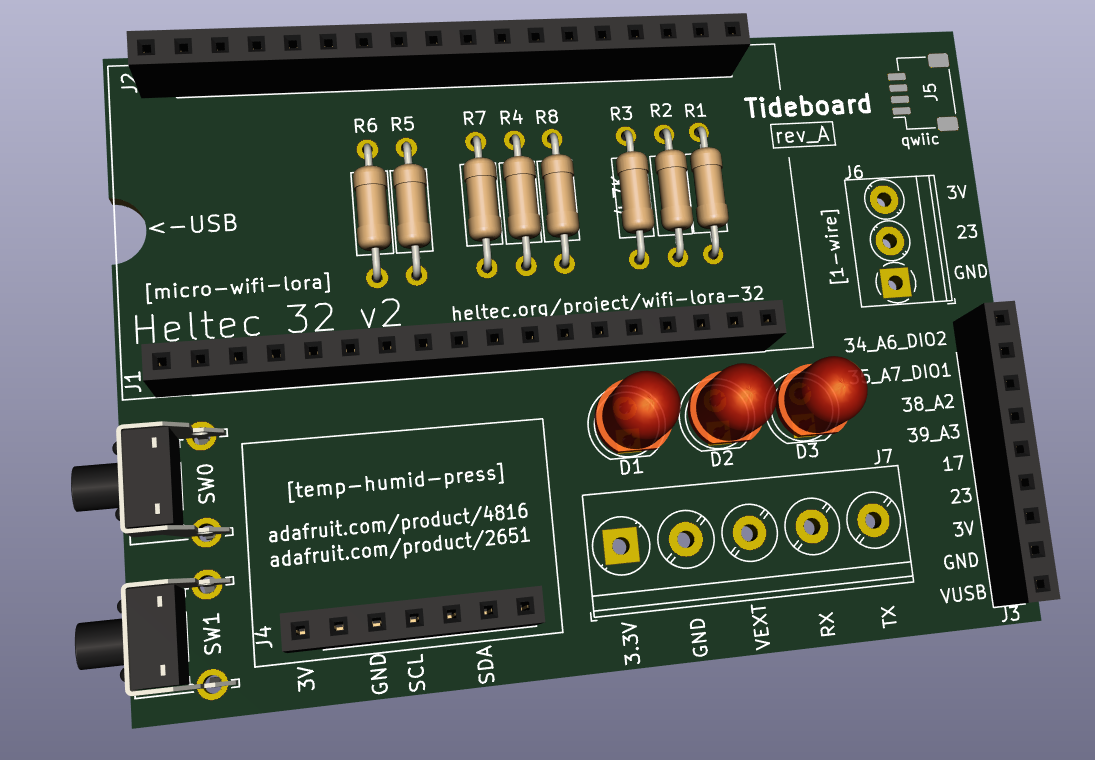 J2
Tideboard
rev_A
J5
qwiic
R6 R5 R7 R4 R8 R3 R2 R1
J6
3V
23
GND
[1-wire]
<-USB
[micro-wifi-lora]
Heltec 32 v2
heltec.org/project/wifi-lora-32
J1
34_A6_DIO2
35_A7_DIO1
38_A2
39_A3
17
23
3V
GND
VUSB
J3
D1 D2 D3
J7
SW0
SW1
[temp-humid-press]
adafruit.com/product/4816
adafruit.com/product/2651
J4
3V GND SCL SDA
3.3V GND VEXT RX TX